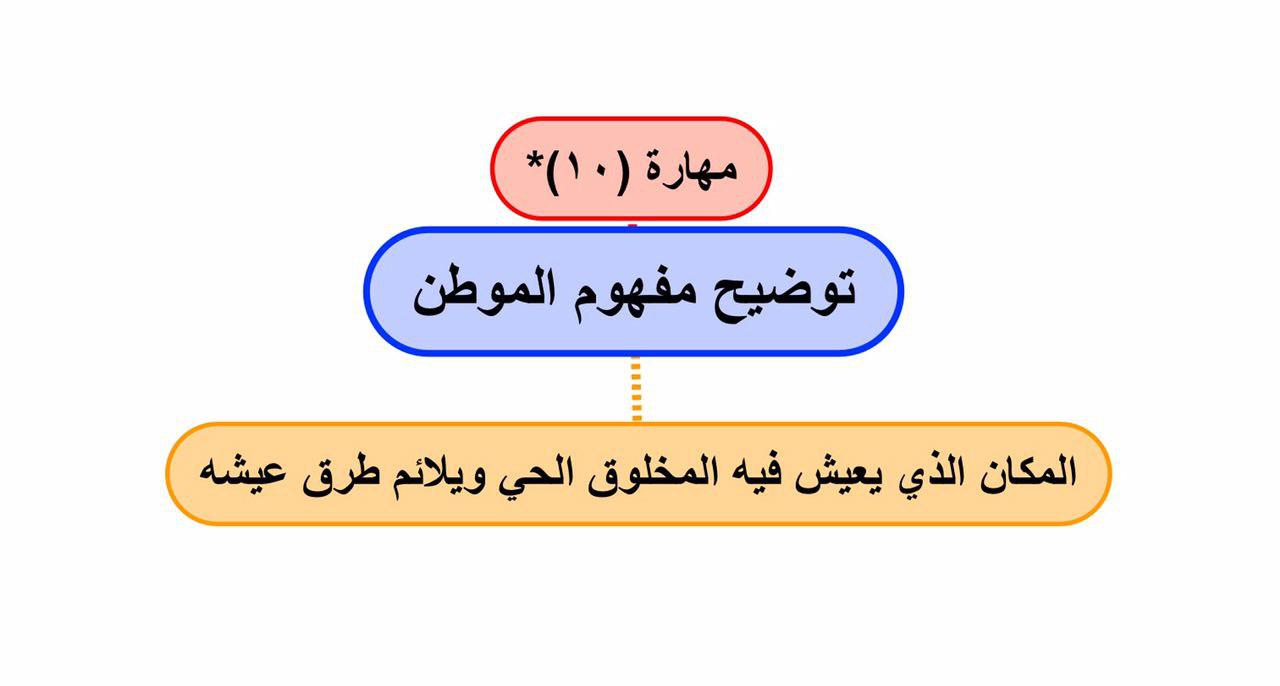 مهارة (١٠)*
توضيح مفهوم الموطن
المكان الذي يعيش فيه المخلوق الحي ويلائم طرق عيشه